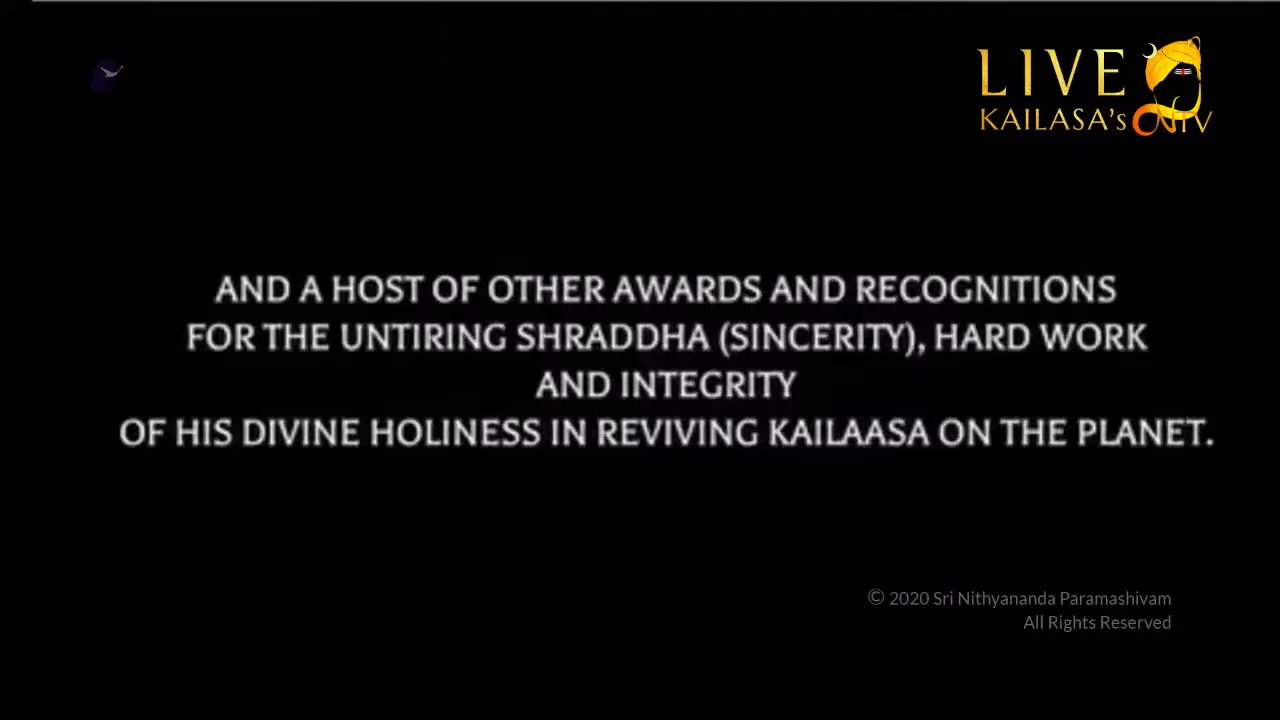 LIVE
KAILASA's NTV
AND A HOST OF OTHER AWARDS AND RECOGNITIONS
FOR THE UNTIRING SHRADDHA (SINCERITY), HARD WORK
AND INTEGRITY
OF HIS DIVINE HOLINESS IN REVIVING KAILAASA ON THE PLANET.
© 2020 Sri Nithyananda Paramashivam
All Rights Reserved